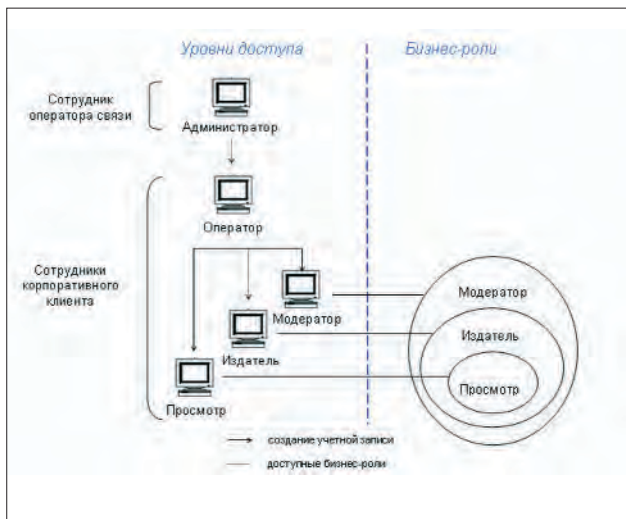 Уровни доступа
Бизнес-роли
Сотрудник
оператора связи
Администратор
Оператор
Сотрудники
корпоративного
клиента
Модератор
Издатель
Просмотр
Модератор
Издатель
Просмотр
создание учетной записи
доступные бизнес-роли